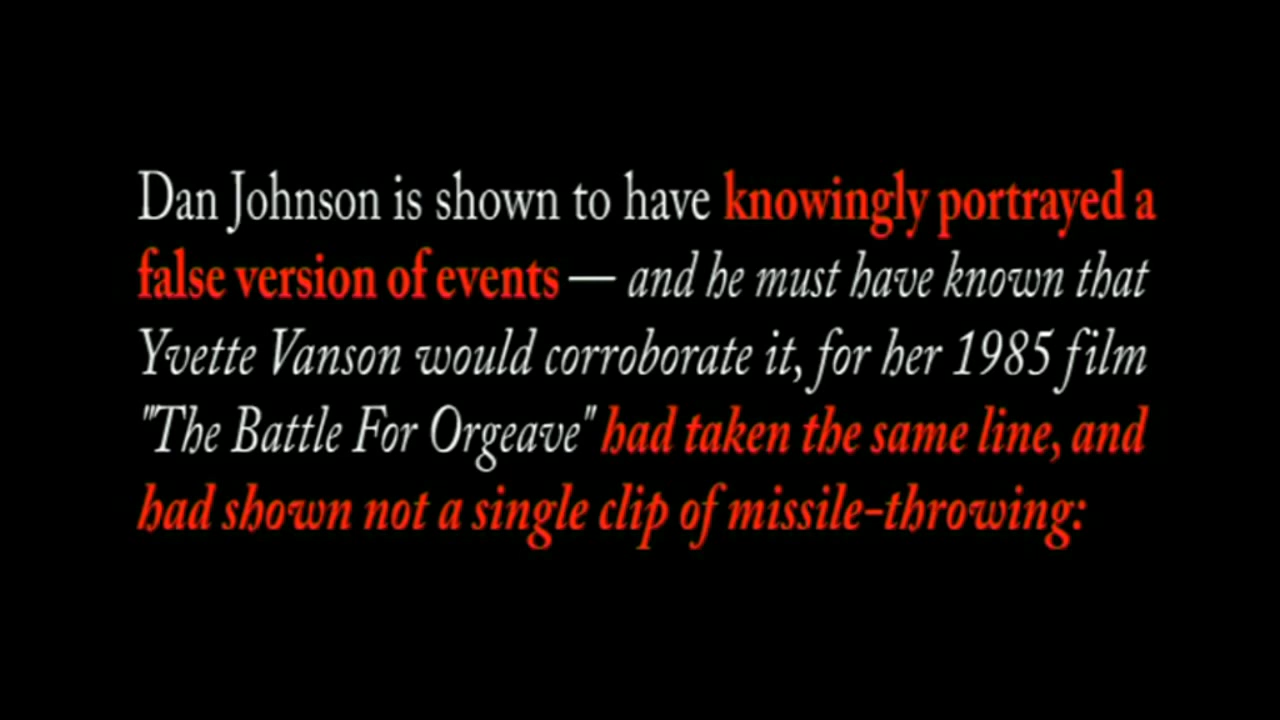 Dan Johnson is shown to have knowingly portrayed a
false version of events — and he must have known that
Yvette Vanson would corroborate it, for her 1985 film
"The Battle For Orgeave" had taken the same line, and
had shown not a single clip of missile-throwing: